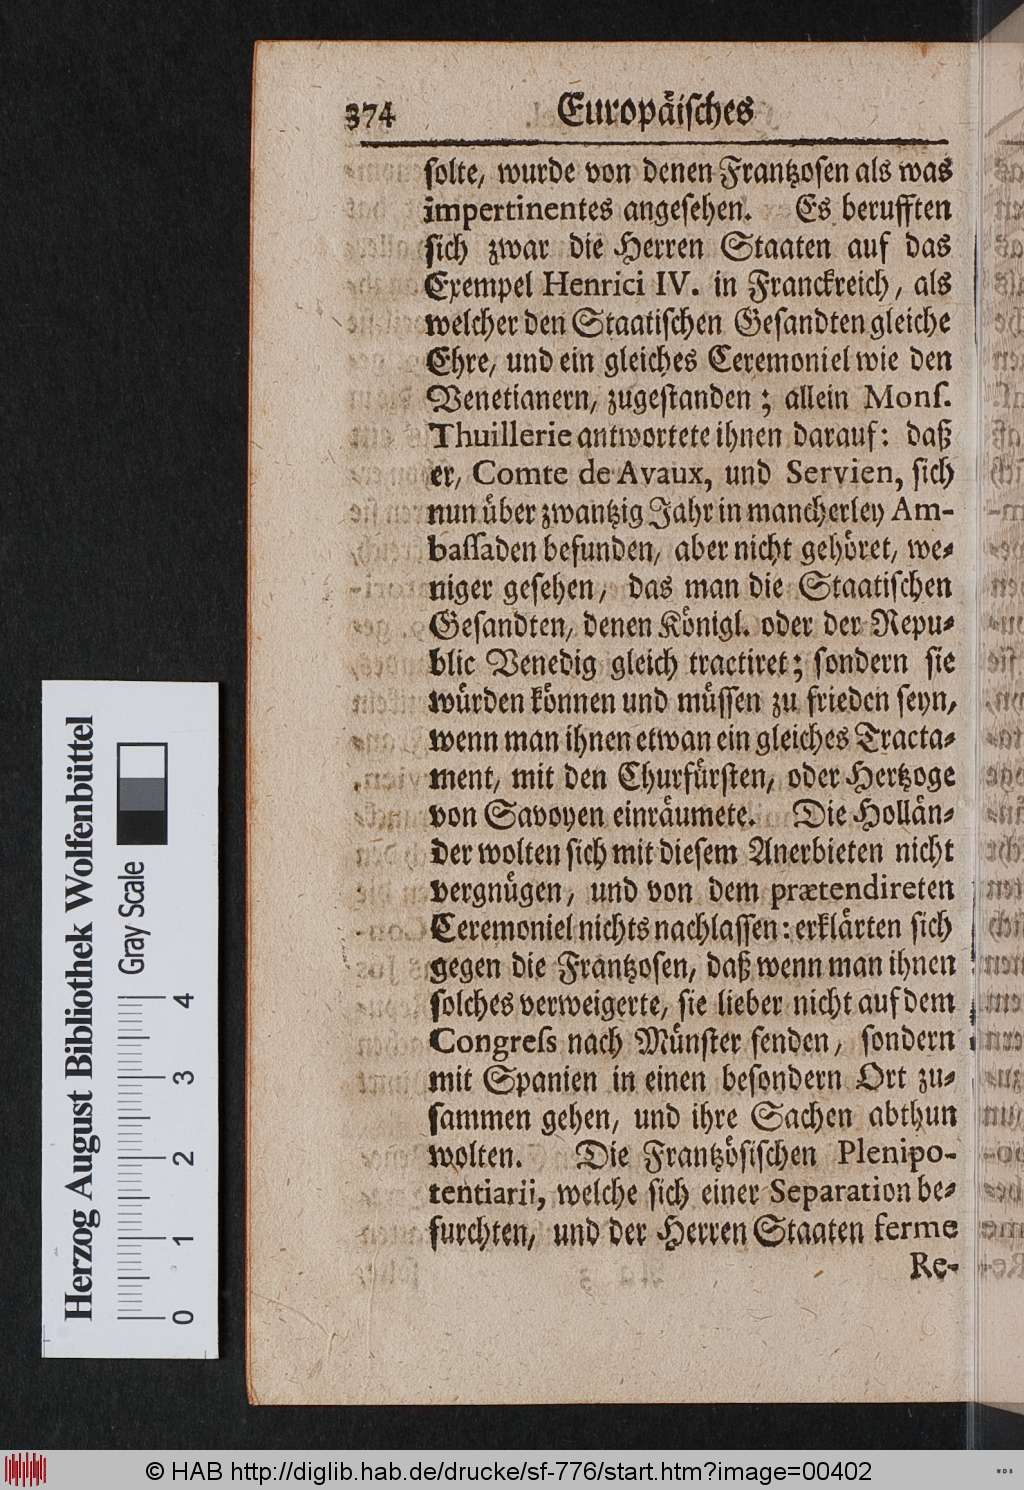 374 Europäiſches
ſolte, wurde von denen Frantzoſen als was
impertinentes angeſehen. Es berufften
ſich zwar die Herren Staaten auf das
Exempel Henrici IV. in Franckreich, als
welcher den Staatiſchen Geſandten gleiche
Ehre, und ein gleiches Ceremoniel wie den
Venetianern, zugeſtanden; allein Monſ.
Thuillerie antwortete ihnen darauf: daß
er, Comte de Avaux, und Servien, ſich
nun über zwantzig Jahr in mancherley Am-
baſſaden befunden, aber nicht gehöret, we-
niger geſehen, das man die Staatiſchen
Geſandten, denen Königl. oder der Repu-
blic Venedig gleich tractiret; ſondern ſie
würden können und müſſen zu frieden ſeyn,
wenn man ihnen etwan ein gleiches Tracta-
ment, mit den Churfürſten, oder Hertzoge
von Savoyen einräumete. Die Hollän-
der wolten ſich mit dieſem Anerbieten nicht
vergnügen, und von dem prætendireten
Ceremoniel nichts nachlaſſen: erklärten ſich
gegen die Frantzoſen, daß wenn man ihnen
ſolches verweigerte, ſie lieber nicht auf dem
Congreſs nach Münſter ſenden, ſondern
mit Spanien in einen beſondern Ort zu-
ſammen gehen, und ihre Sachen abthun
wolten. Die Frantzöſiſchen Plenipo-
tentiarii, welche ſich einer Separation be-
furchten, und der Herren Staaten ferme
Re-
Herzog August Bibliothek Wolfenbüttel
Gray Scale
0 1 2 3 4
© HAB http://diglib.hab.de/drucke/sf-776/start.htm?image=00402